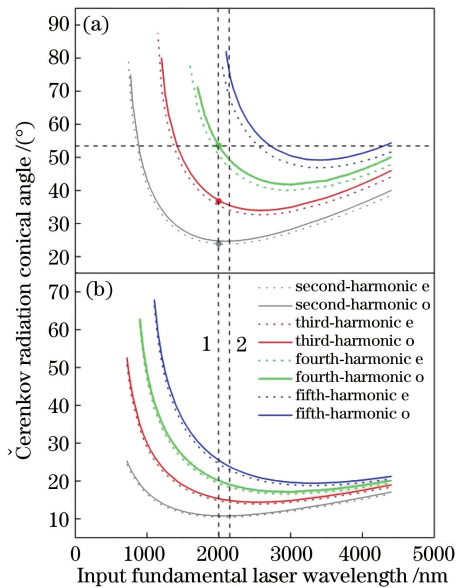 Čerenkov radiation conical angle /(°)
(a)
90
80
70
60
50
40
30
20
(b)
70
60
50
40
30
20
10
1 2
second-harmonic e
second-harmonic o
third-harmonic e
third-harmonic o
fourth-harmonic e
fourth-harmonic o
fifth-harmonic e
fifth-harmonic o
0 1000 2000 3000 4000 5000
Input fundamental laser wavelength /nm